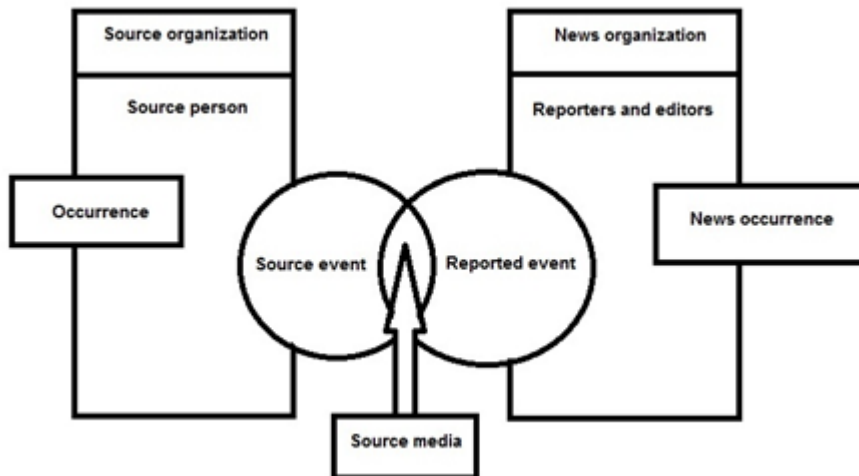 Source organization
News organization
Source person
Reporters and editors
Occurrence
News occurrence
Source event
Reported event
Source media